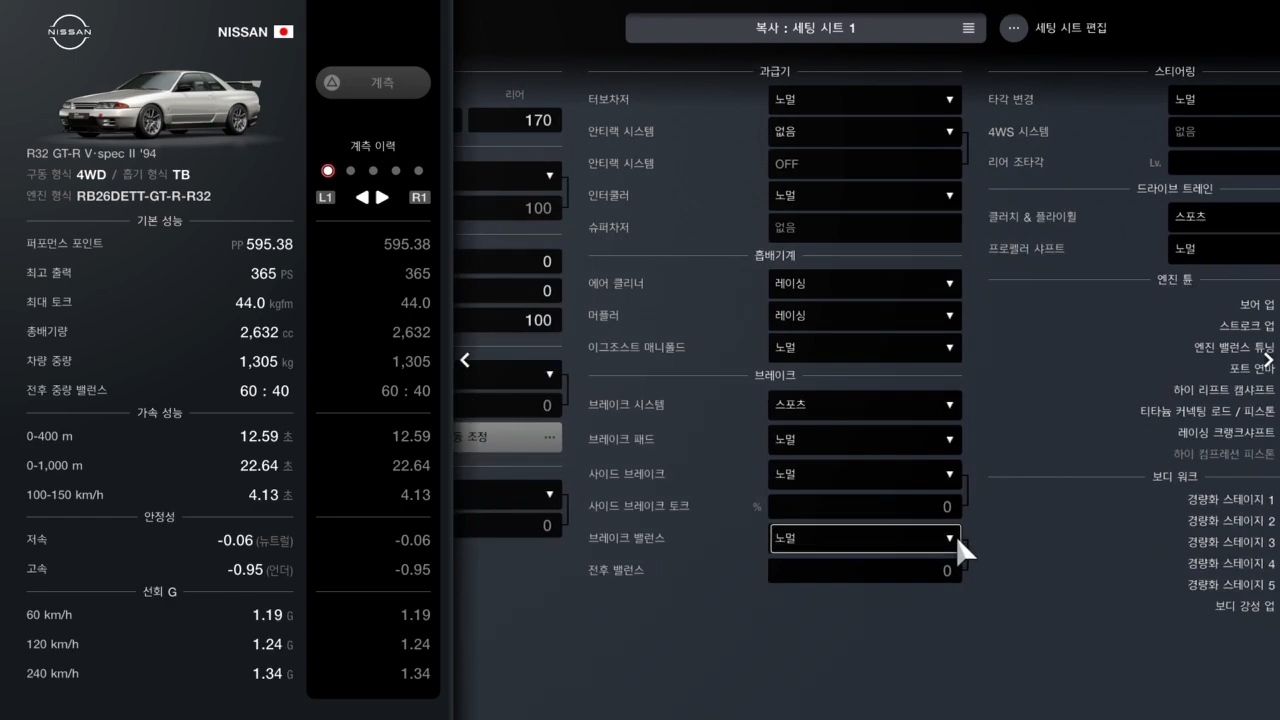 NISSAN
NISSAN
복사 : 세팅 시트 1
세팅 시트 편집
계측
계측 이력
L1
R1
R32 GT-R V·spec II '94
구동 형식 4WD / 흡기 형식 TB
엔진 형식 RB26DETT-GT-R-R32
기본 성능
퍼포먼스 포인트 PP 595.38 595.38
최고 출력 365 PS 365
최대 토크 44.0 kgfm 44.0
총배기량 2,632 cc 2,632
차량 중량 1,305 kg 1,305
전후 중량 밸런스 60 : 40 60 : 40
가속 성능
0-400 m 12.59 초 12.59
0-1,000 m 22.64 초 22.64
100-150 km/h 4.13 초 4.13
안정성
저속 -0.06 (뉴트럴) -0.06
고속 -0.95 (언더) -0.95
선회 G
60 km/h 1.19 G 1.19
120 km/h 1.24 G 1.24
240 km/h 1.34 G 1.34
리어
170
100
0
0
100
0
조정 ···
0
과급기
터보차저 노멀
안티랙 시스템 없음
안티랙 시스템 OFF
인터쿨러 노멀
슈퍼차저 없음
흡배기계
에어 클리너 레이싱
머플러 레이싱
이그조스트 매니폴드 노멀
브레이크
브레이크 시스템 스포츠
브레이크 패드 노멀
사이드 브레이크 노멀
사이드 브레이크 토크 % 0
브레이크 밸런스 노멀
전후 밸런스 0
스티어링
타각 변경 노멀
4WS 시스템 없음
리어 조타각 Lv.
드라이브 트레인
클러치 & 플라이휠 스포츠
프로펠러 샤프트 노멀
엔진 튠
보어 업
스트로크 업
엔진 밸런스 튜닝
포트 연마
하이 리프트 캠샤프트
티타늄 커넥팅 로드 / 피스톤
레이싱 크랭크샤프트
하이 컴프레션 피스톤
보디 워크
경량화 스테이지 1
경량화 스테이지 2
경량화 스테이지 3
경량화 스테이지 4
경량화 스테이지 5
보디 강성 업